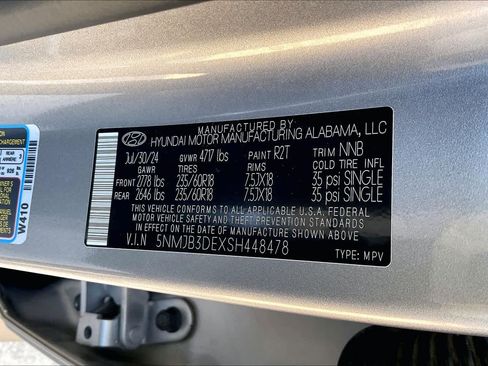 MANUFACTURED BY
HYUNDAI MOTOR MANUFACTURING ALABAMA, LLC
JUL/30/24 GVWR 4717 lbs PAINT R2T TRIM NNB
GAWR TIRES RIMS COLD TIRE INFL
FRONT 2778 lbs 235/60R18 7.5JX18 35 psi SINGLE
REAR 2646 lbs 235/60R18 7.5JX18 35 psi SINGLE
THIS VEHICLE CONFORMS TO ALL APPLICABLE U.S.A. FEDERAL
MOTOR VEHICLE SAFETY AND THEFT PREVENTION STANDARDS
IN EFFECT ON THE DATE OF MANUFACTURE SHOWN ABOVE.
V.I.N 5NMJB3DEXSH448478
TYPE: MPV
REAR
W410